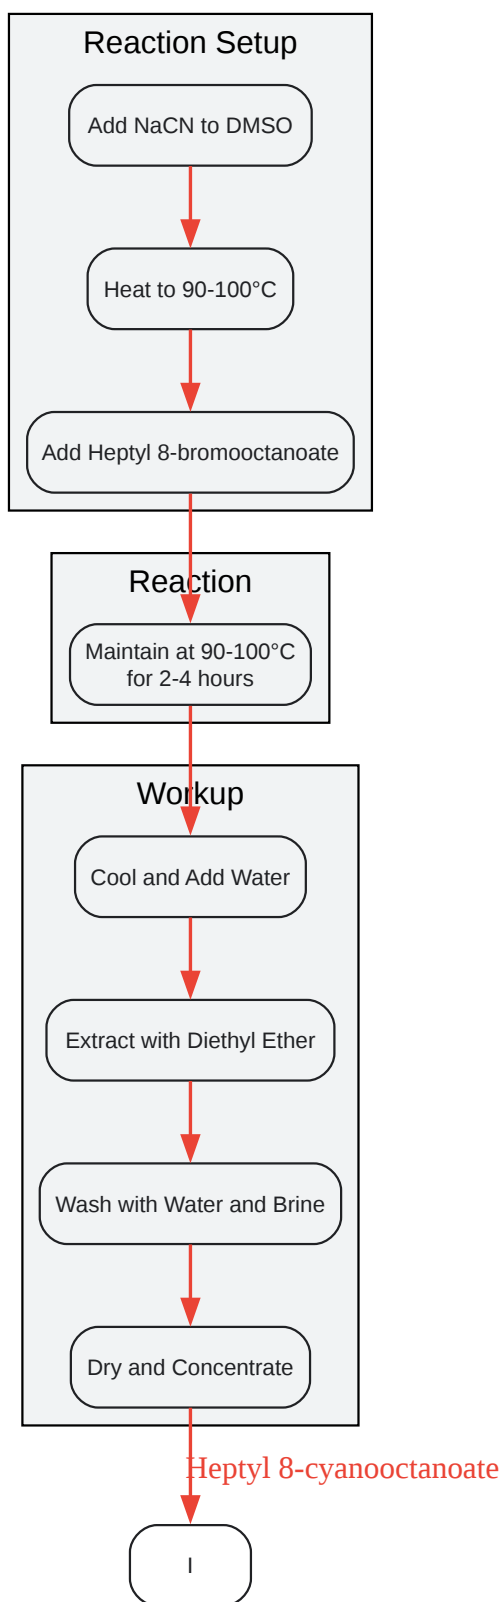 Reaction Setup
Add NaCN to DMSO
Heat to 90-100°C
Add Heptyl 8-bromooctanoate
Reaction
Maintain at 90-100°C
for 2-4 hours
Workup
Cool and Add Water
Extract with Diethyl Ether
Wash with Water and Brine
Dry and Concentrate
Heptyl 8-cyanooctanoate
I